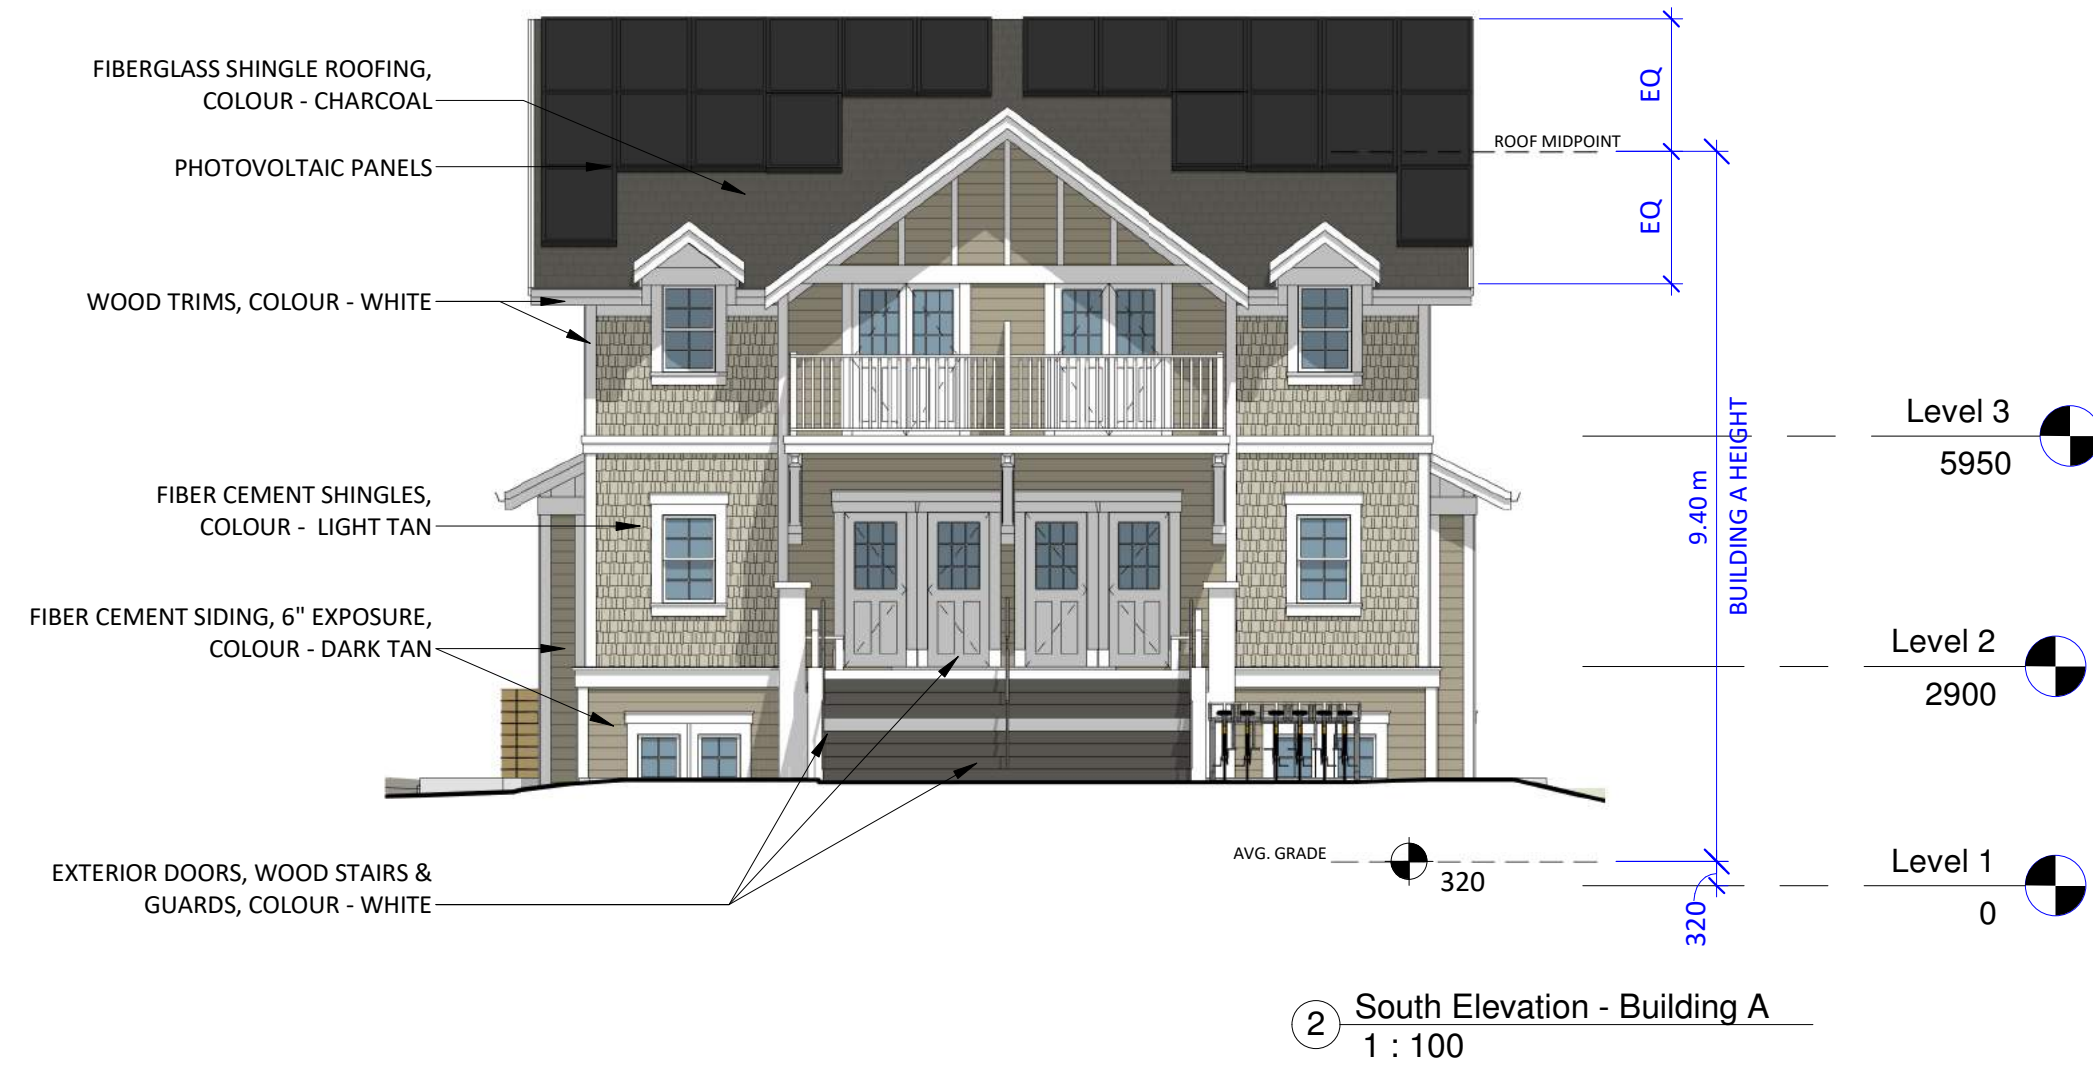 FIBERGLASS SHINGLE ROOFING,
COLOUR - CHARCOAL
PHOTOVOLTAIC PANELS
WOOD TRIMS, COLOUR - WHITE
FIBER CEMENT SHINGLES,
COLOUR - LIGHT TAN
FIBER CEMENT SIDING, 6" EXPOSURE,
COLOUR - DARK TAN
EXTERIOR DOORS, WOOD STAIRS &
GUARDS, COLOUR - WHITE
EQ
ROOF MIDPOINT
EQ
9.40 m
BUILDING A HEIGHT
Level 3
5950
Level 2
2900
AVG. GRADE
320
Level 1
0
320
2
South Elevation - Building A
1 : 100